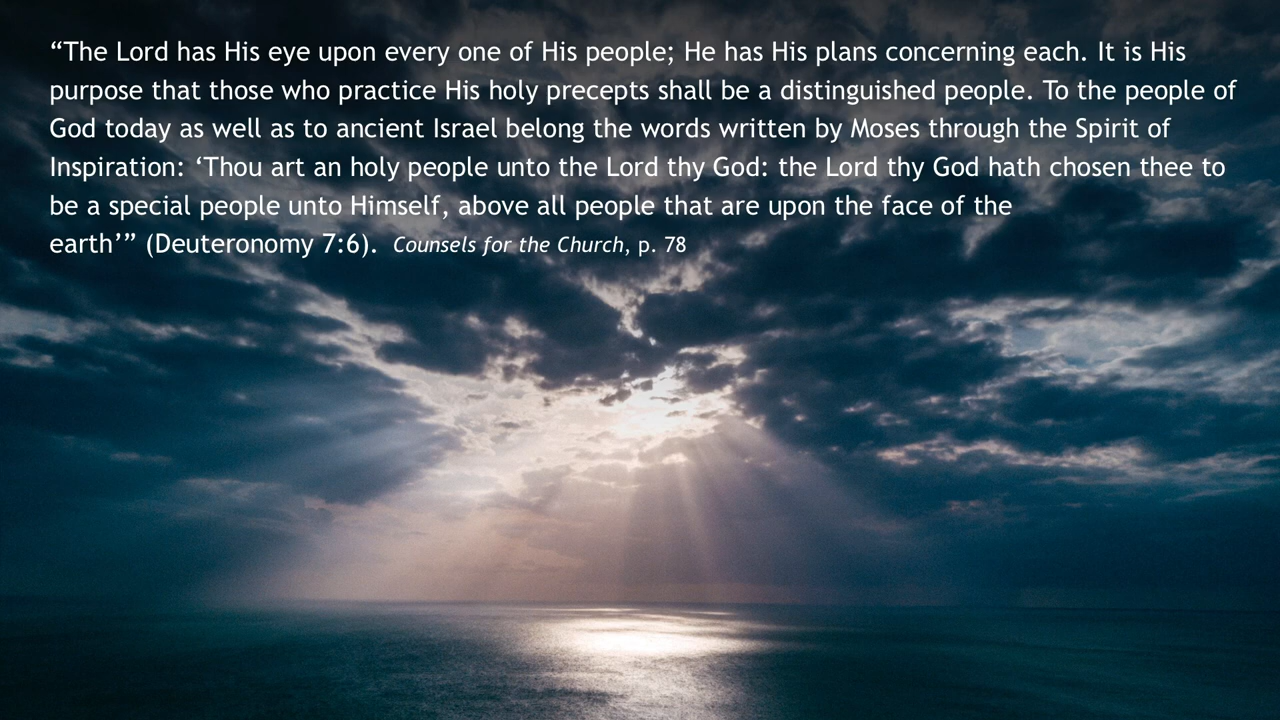 “The Lord has His eye upon every one of His people; He has His plans concerning each. It is His
purpose that those who practice His holy precepts shall be a distinguished people. To the people of
God today as well as to ancient Israel belong the words written by Moses through the Spirit of
Inspiration: ‘Thou art an holy people unto the Lord thy God: the Lord thy God hath chosen thee to
be a special people unto Himself, above all people that are upon the face of the
earth’” (Deuteronomy 7:6). Counsels for the Church, p. 78